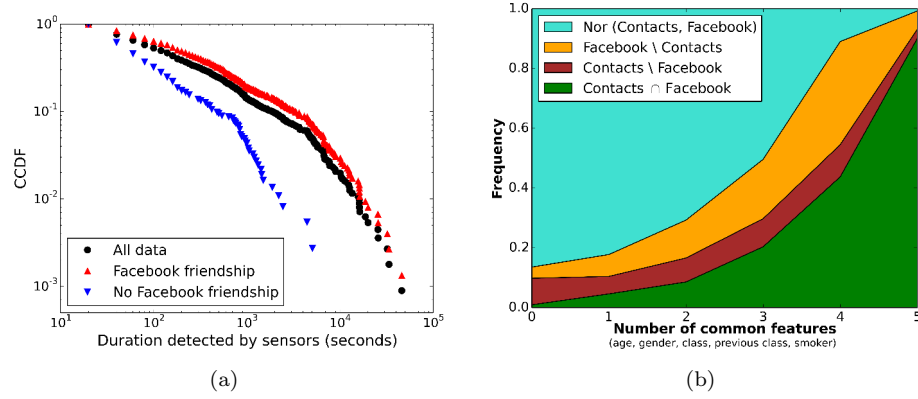 10^0
10^-1
10^-2
10^-3
CCDF
All data
Facebook friendship
No Facebook friendship
10^1 10^2 10^3 10^4 10^5
Duration detected by sensors (seconds)
(a)
1.0
0.8
0.6
0.4
0.2
0.0
Frequency
Nor (Contacts, Facebook)
Facebook \ Contacts
Contacts \ Facebook
Contacts ∩ Facebook
0 1 2 3 4 5
Number of common features
(age, gender, class, previous class, smoker)
(b)